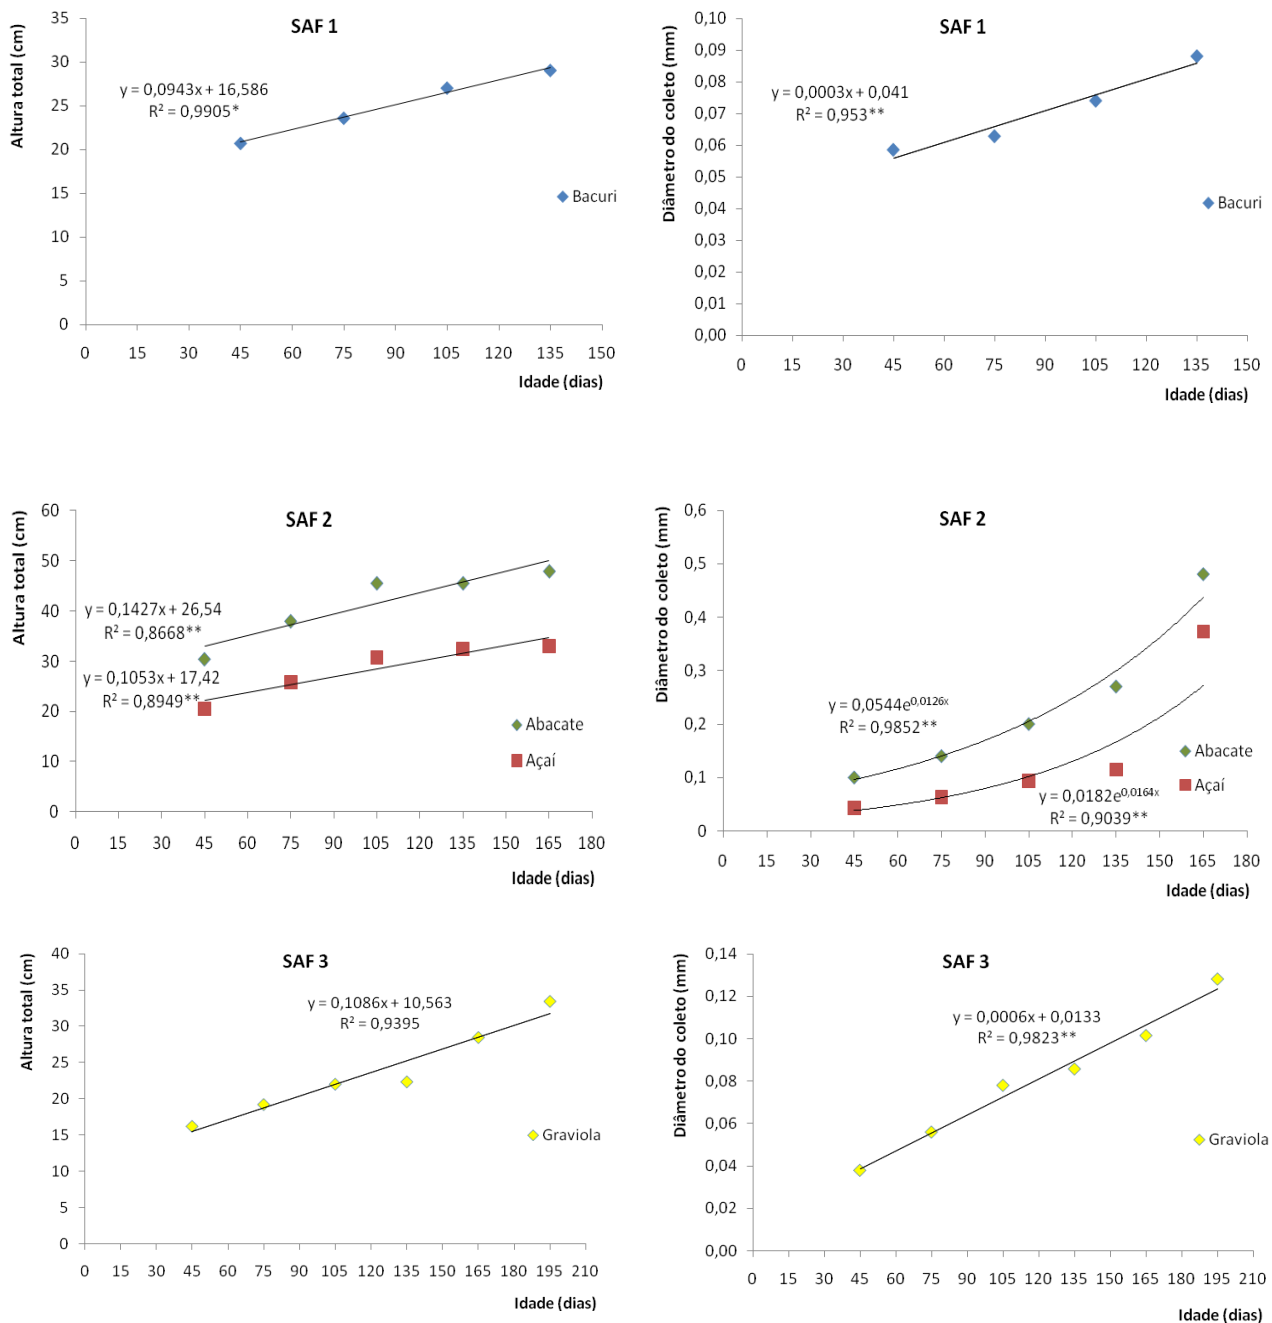 SAF 1
Altura total (cm)
35
30
25
20
15
10
5
0
y = 0,0943x + 16,586
R² = 0,9905*
Bacuri
0 15 30 45 60 75 90 105 120 135 150
Idade (dias)
SAF 1
Diâmetro do coleto (mm)
0,10
0,09
0,08
0,07
0,06
0,05
0,04
0,03
0,02
0,01
0,00
y = 0,0003x + 0,041
R² = 0,953**
Bacuri
0 15 30 45 60 75 90 105 120 135 150
Idade (dias)
SAF 2
Altura total (cm)
60
50
40
30
20
10
0
y = 0,1427x + 26,54
R² = 0,8668**
y = 0,1053x + 17,42
R² = 0,8949**
Abacate
Açaí
0 15 30 45 60 75 90 105 120 135 150 165 180
Idade (dias)
SAF 2
Diâmetro do coleto (mm)
0,6
0,5
0,4
0,3
0,2
0,1
0
y = 0,0544e^0,0126x
R² = 0,9852**
Abacate
Açaí
y = 0,0182e^0,0164x
R² = 0,9039**
0 15 30 45 60 75 90 105 120 135 150 165 180
Idade (dias)
SAF 3
Altura total (cm)
40
35
30
25
20
15
10
5
0
y = 0,1086x + 10,563
R² = 0,9395
Graviola
0 15 30 45 60 75 90 105 120 135 150 165 180 195 210
Idade (dias)
SAF 3
Diâmetro do coleto (mm)
0,14
0,12
0,10
0,08
0,06
0,04
0,02
0,00
y = 0,0006x + 0,0133
R² = 0,9823**
Graviola
0 15 30 45 60 75 90 105 120 135 150 165 180 195 210
Idade (dias)